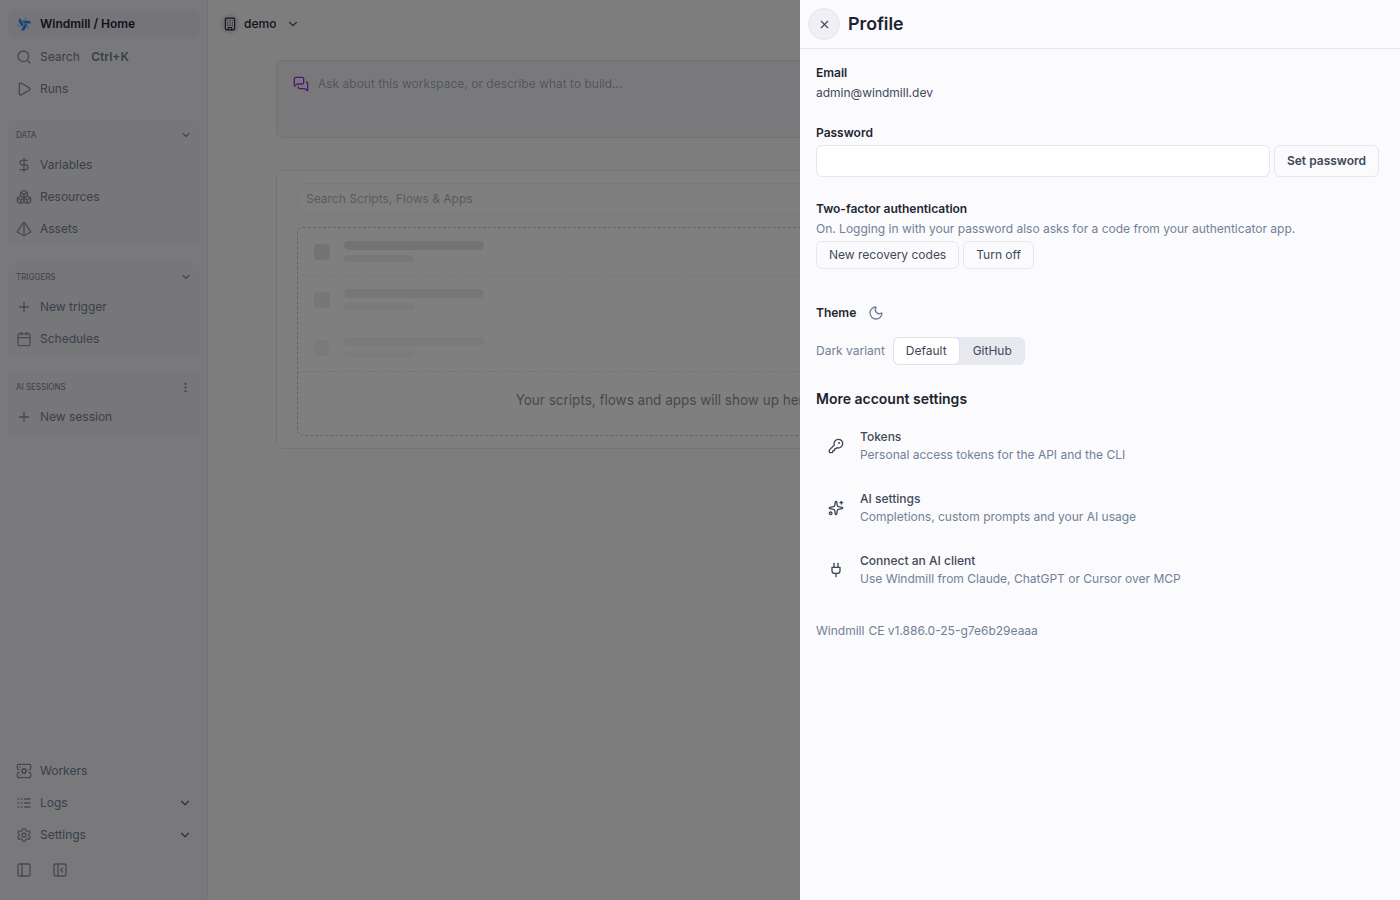 Windmill / Home
Search Ctrl+K
Runs
DATA
Variables
Resources
Assets
TRIGGERS
New trigger
Schedules
AI SESSIONS
New session
Workers
Logs
Settings
demo
Ask about this workspace, or describe what to build...
Search Scripts, Flows & Apps
Your scripts, flows and apps will show up he
Profile
Email
admin@windmill.dev
Password
Set password
Two-factor authentication
On. Logging in with your password also asks for a code from your authenticator app.
New recovery codes Turn off
Theme
Dark variant Default GitHub
More account settings
Tokens
Personal access tokens for the API and the CLI
AI settings
Completions, custom prompts and your AI usage
Connect an AI client
Use Windmill from Claude, ChatGPT or Cursor over MCP
Windmill CE v1.886.0-25-g7e6b29eaaa